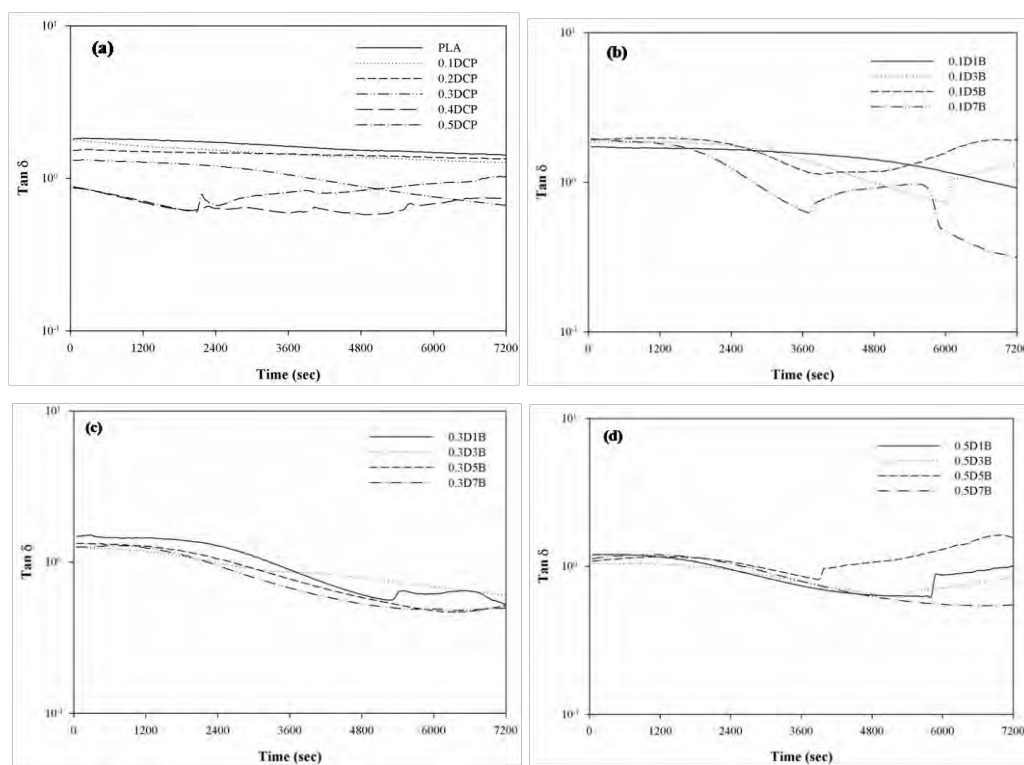 (a)
PLA
0.1DCP
0.2DCP
0.3DCP
0.4DCP
0.5DCP
10¹
10⁰
10⁻¹
Tan δ
0 1200 2400 3600 4800 6000 7200
Time (sec)
(b)
0.1D1B
0.1D3B
0.1D5B
0.1D7B
10¹
10⁰
10⁻¹
Tan δ
0 1200 2400 3600 4800 6000 7200
Time (sec)
(c)
0.3D1B
0.3D3B
0.3D5B
0.3D7B
10¹
10⁰
10⁻¹
Tan δ
0 1200 2400 3600 4800 6000 7200
Time (sec)
(d)
0.5D1B
0.5D3B
0.5D5B
0.5D7B
10¹
10⁰
10⁻¹
Tan δ
0 1200 2400 3600 4800 6000 7200
Time (sec)